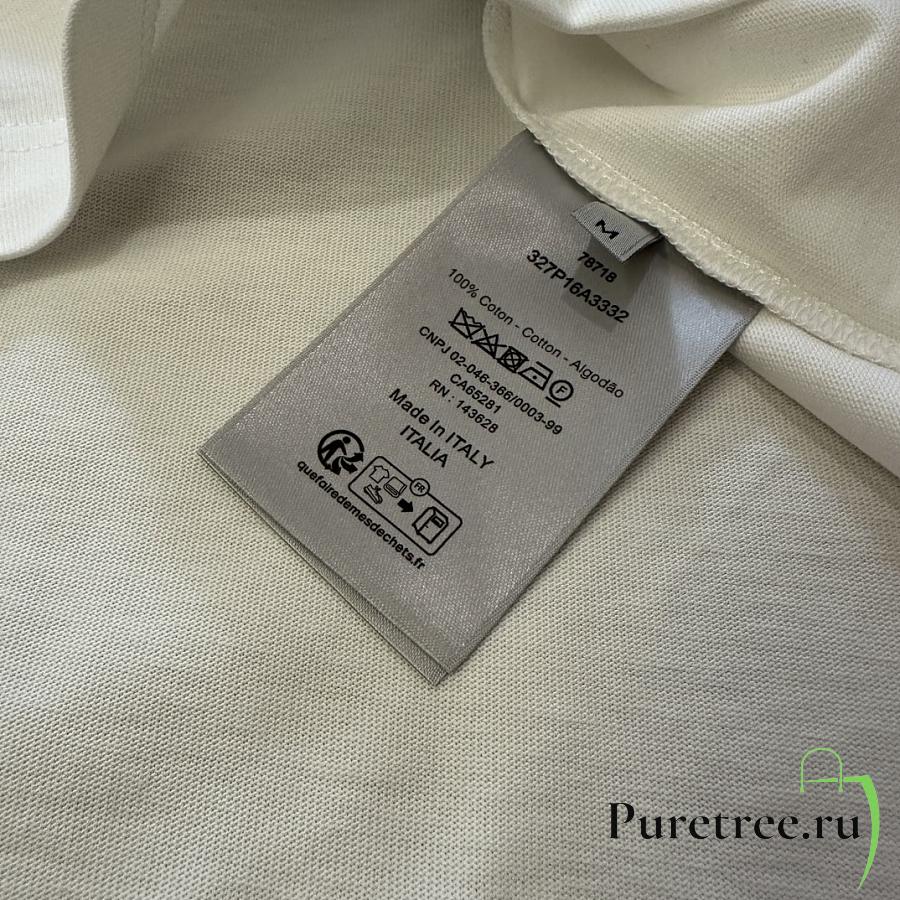 M
78718
327P16A3332
100% Coton - Cotton - Algodão
F
CNPJ 02-046-366/0003-99
CA65281
RN : 143628
Made in ITALY
ITALIA
FR
quefairedemesdechets.fr
Puretree.ru